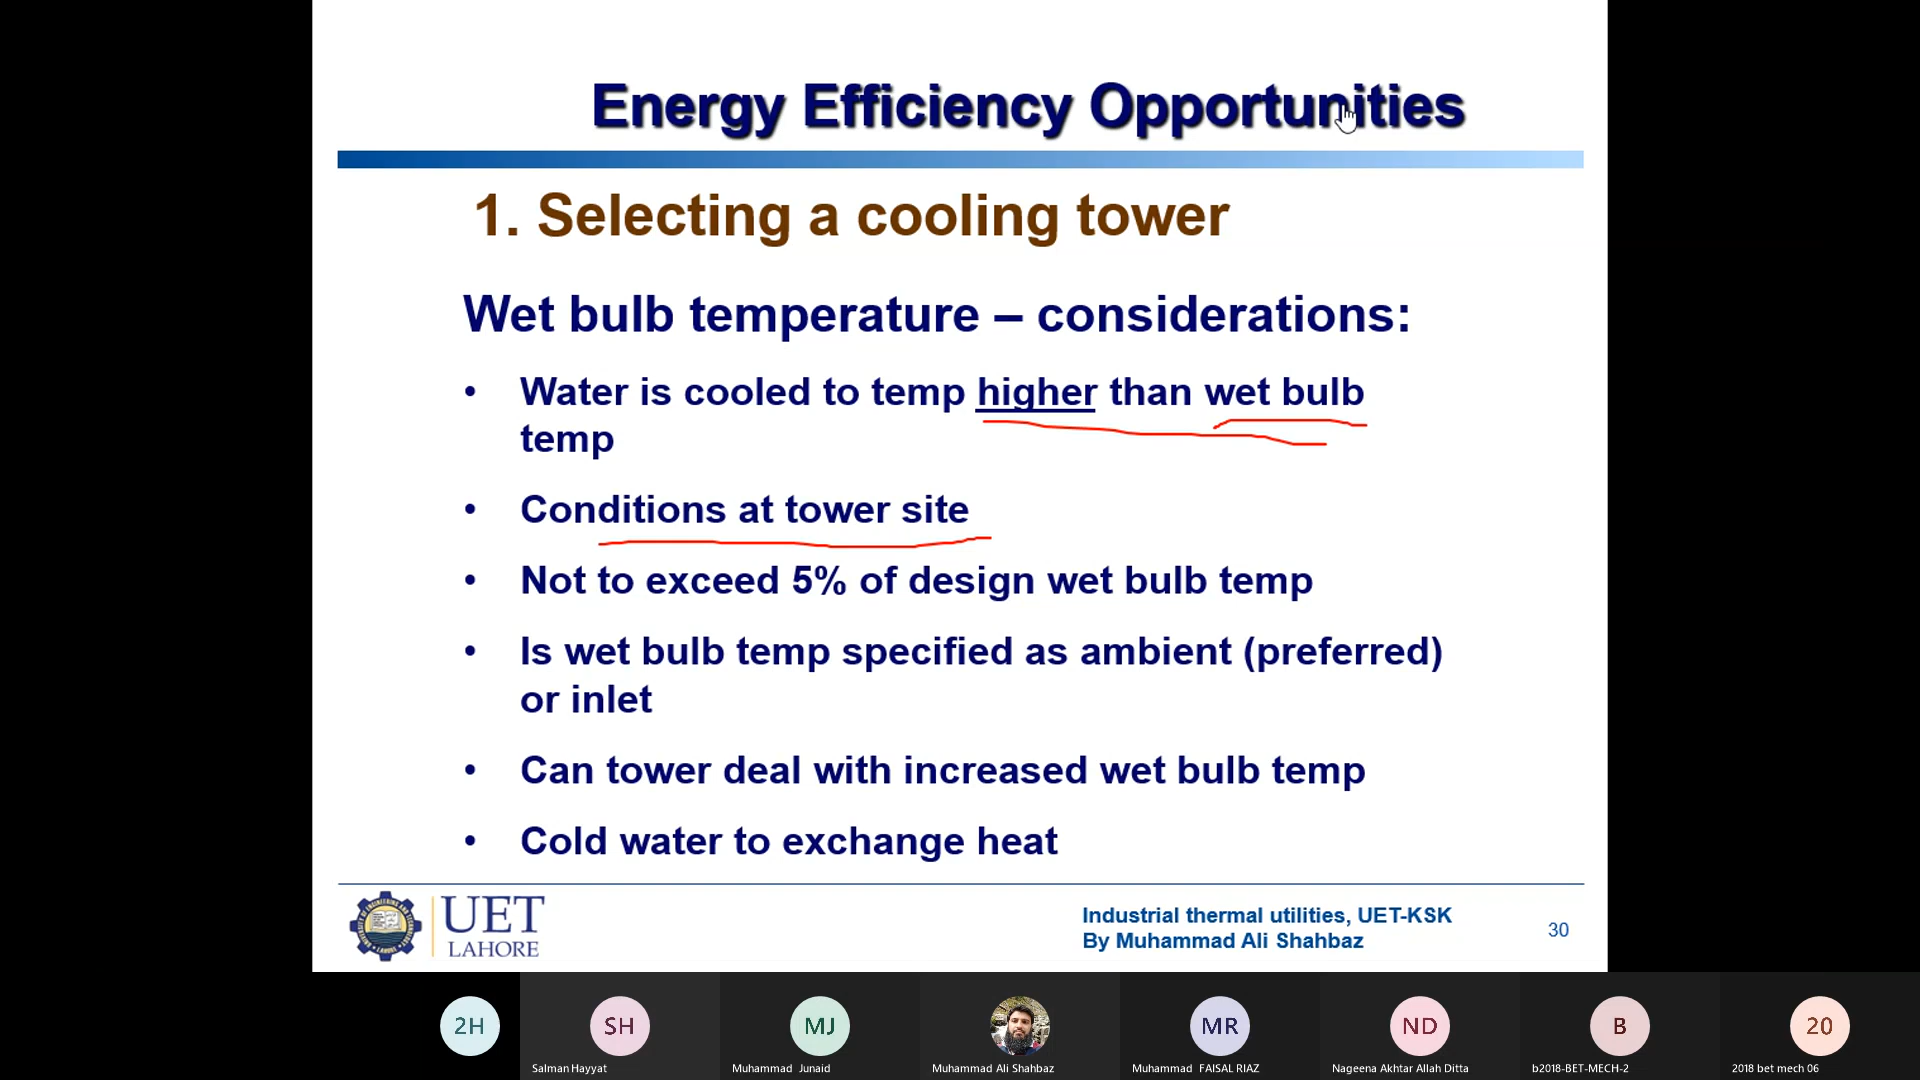 Energy Efficiency Opportunities
1. Selecting a cooling tower
Wet bulb temperature – considerations:
• Water is cooled to temp higher than wet bulb
temp
• Conditions at tower site
• Not to exceed 5% of design wet bulb temp
• Is wet bulb temp specified as ambient (preferred)
or inlet
• Can tower deal with increased wet bulb temp
• Cold water to exchange heat
UET
LAHORE
Industrial thermal utilities, UET-KSK
By Muhammad Ali Shahbaz
30
2H
SH
MJ
MR
ND
B
20
Salman Hayyat
Muhammad Junaid
Muhammad Ali Shahbaz
Muhammad FAISAL RIAZ
Nageena Akhtar Allah Ditta
b2018-BET-MECH-2
2018 bet mech 06